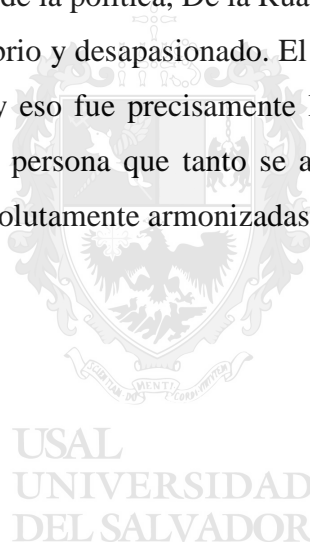 de la política, De la Rúa
brio y desapasionado. El
y eso fue precisamente
persona que tanto se a
olutamente armonizadas
USAL
UNIVERSIDAD
DEL SALVADOR